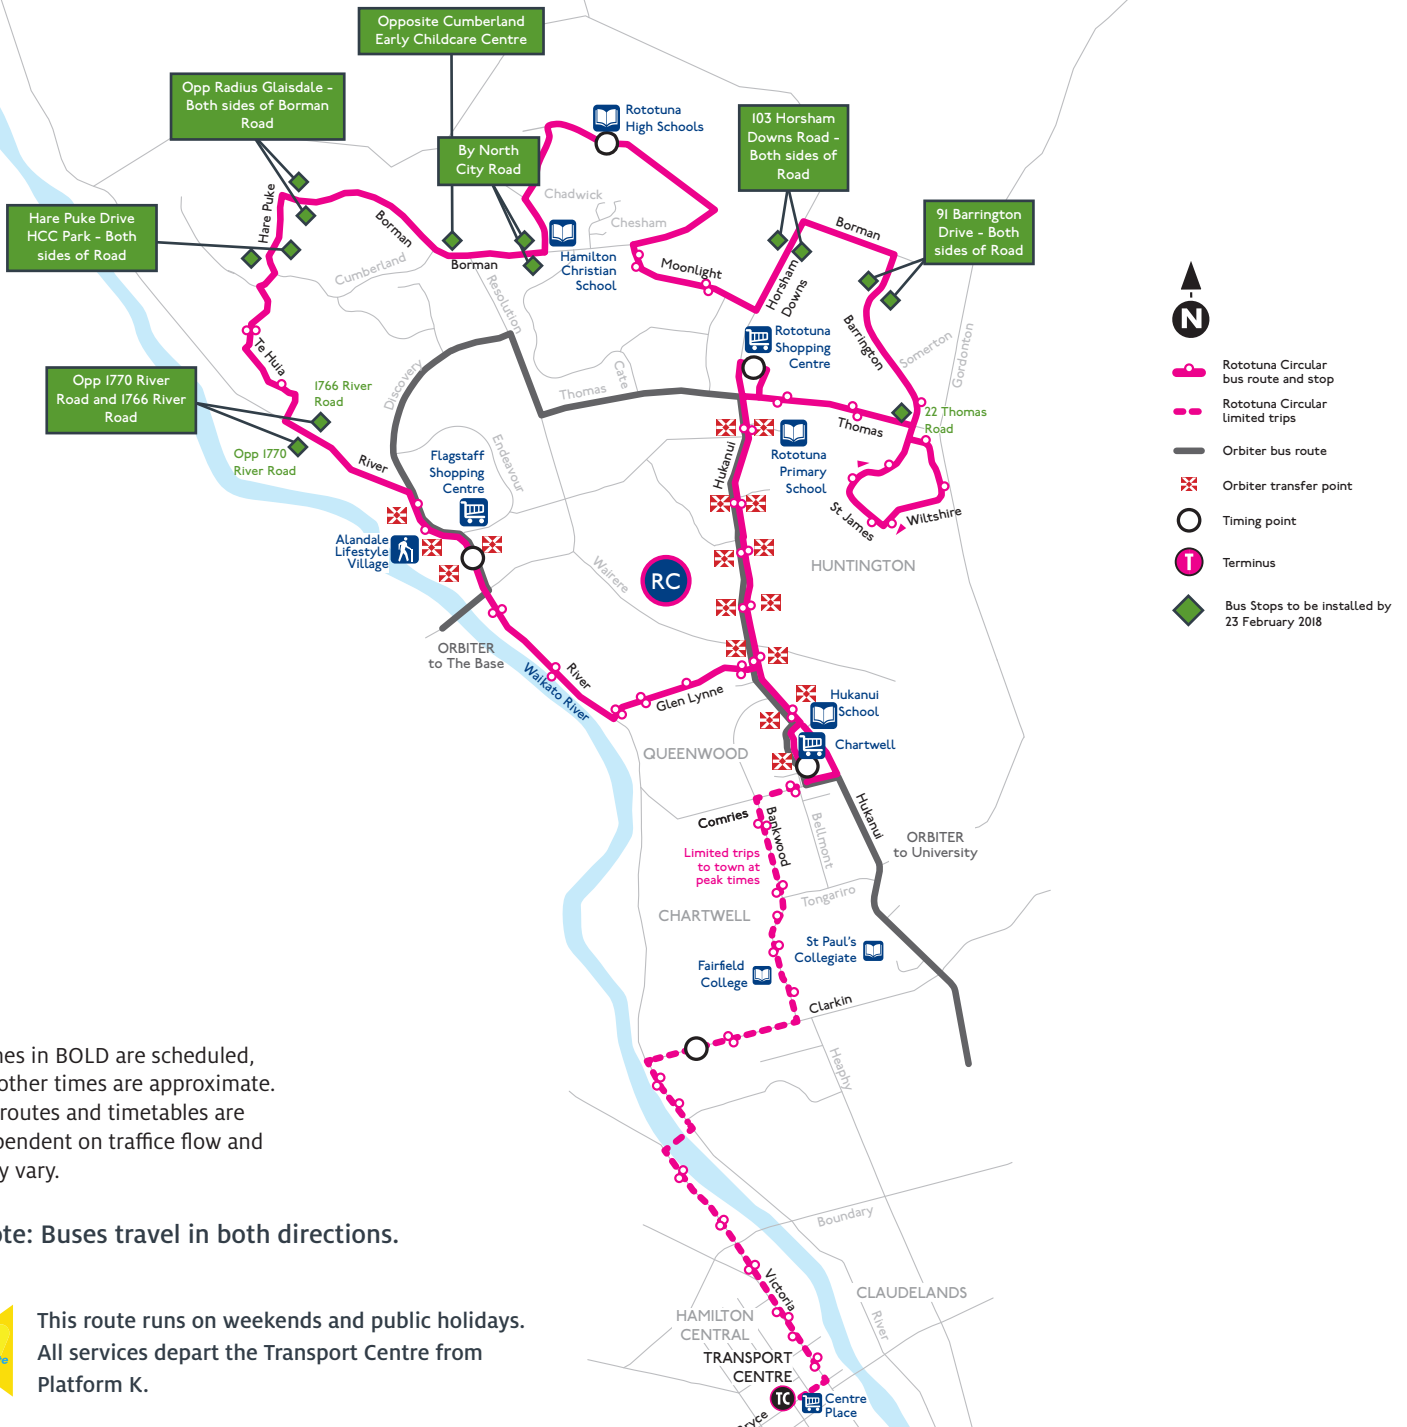 Opposite Cumberland
Early Childcare Centre
Opp Radius Glaisdale -
Both sides of Borman
Road
By North
City Road
Rototuna
High Schools
103 Horsham
Downs Road -
Both sides of
Road
91 Barrington
Drive - Both
sides of Road
Hare Puke Drive
HCC Park - Both
sides of Road
Hare Puke
Borman
Borman
Cumberland
Chadwick
Chesham
Hamilton
Christian
School
Resolution
Moonlight
Horsham
Downs
Borman
Barrington
Somerton
Gordonton
Te Huia
Opp 1770 River
Road and 1766 River
Road
1766 River
Road
Opp 1770
River Road
River
Discovery
Thomas
Cate
Rototuna
Shopping
Centre
Thomas
22 Thomas
Road
Rototuna
Primary
School
Hukanui
St James
Wiltshire
HUNTINGTON
Flagstaff
Shopping
Centre
Endeavour
Alandale
Lifestyle
Village
Wairere
RC
ORBITER
to The Base
Waikato River
River
Glen Lynne
QUEENWOOD
Hukanui
School
Chartwell
Comries
Bankwood
Bellmont
Hukanui
ORBITER
to University
Limited trips
to town at
peak times
Tongariro
CHARTWELL
St Paul's
Collegiate
Fairfield
College
Clarkin
Heaphy
Boundary
Victoria
CLAUDELANDS
River
HAMILTON
CENTRAL
TRANSPORT
CENTRE
TC
Centre
Place
N
Rototuna Circular
bus route and stop
Rototuna Circular
limited trips
Orbiter bus route
Orbiter transfer point
Timing point
T
Terminus
Bus Stops to be installed by
23 February 2018
in BOLD are scheduled,
other times are approximate.
routes and timetables are
on traffice flow and
vary.
Buses travel in both directions.
This route runs on weekends and public holidays.
All services depart the Transport Centre from
Platform K.